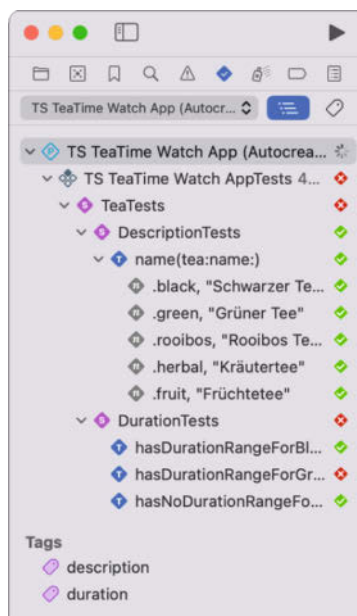 TS TeaTime Watch App (Autocr...
TS TeaTime Watch App (Autocrea...
TS TeaTime Watch AppTests 4...
TeaTests
DescriptionTests
name(tea:name:)
.black, "Schwarzer Te...
.green, "Grüner Tee"
.rooibos, "Rooibos Te...
.herbal, "Kräutertee"
.fruit, "Früchtetee"
DurationTests
hasDurationRangeForBl...
hasDurationRangeForGr...
hasNoDurationRangeFo...
Tags
description
duration